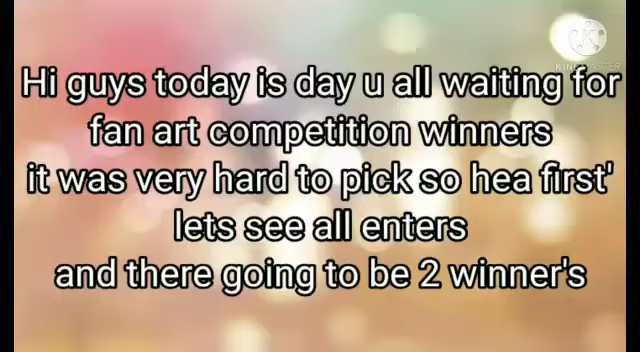 KINEMASTER
Hi guys today is day u all waiting for
fan art competition winners
it was very hard to pick so hea first'
lets see all enters
and there going to be 2 winner's